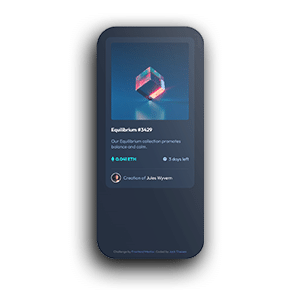 Equilibrium #3429
Our Equilibrium collection promotes
balance and calm.
0.041 ETH
3 days left
Creation of Jules Wyvern